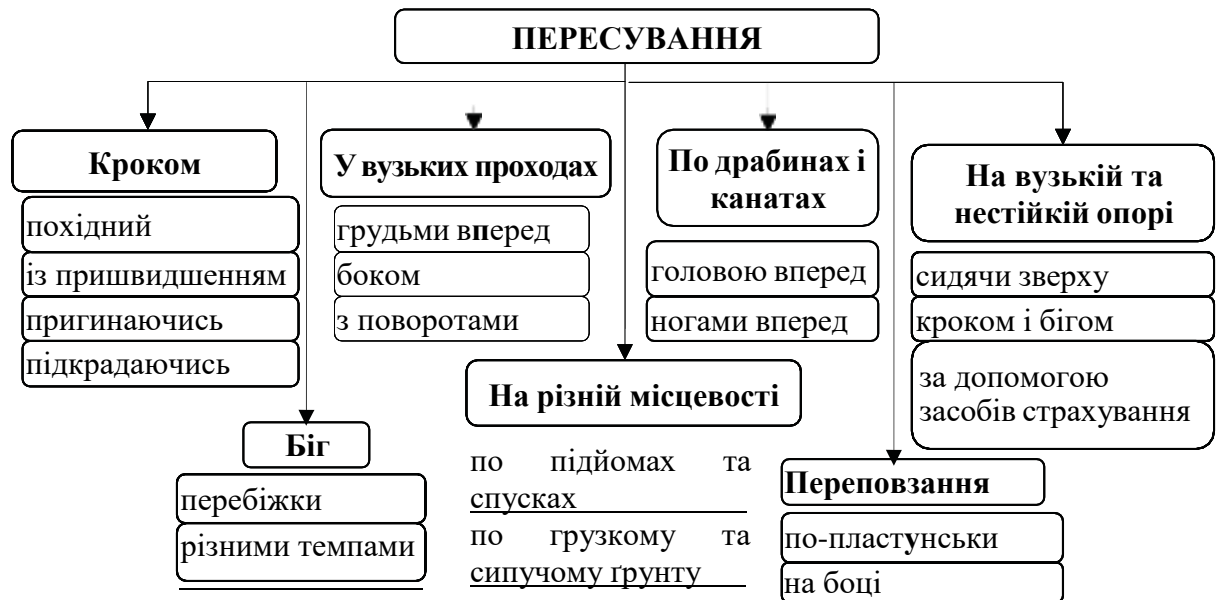 ПЕРЕСУВАННЯ
Кроком
похідний
із пришвидшенням
пригинаючись
підкрадаючись
У вузьких проходах
грудьми вперед
боком
з поворотами
По драбинах і
канатах
головою вперед
ногами вперед
На вузькій та
нестійкій опорі
сидячи зверху
кроком і бігом
за допомогою
засобів страхування
Біг
перебіжки
різними темпами
На різній місцевості
по підйомах та
спусках
по грузкому та
сипучому ґрунту
Переповзання
по-пластунськи
на боці